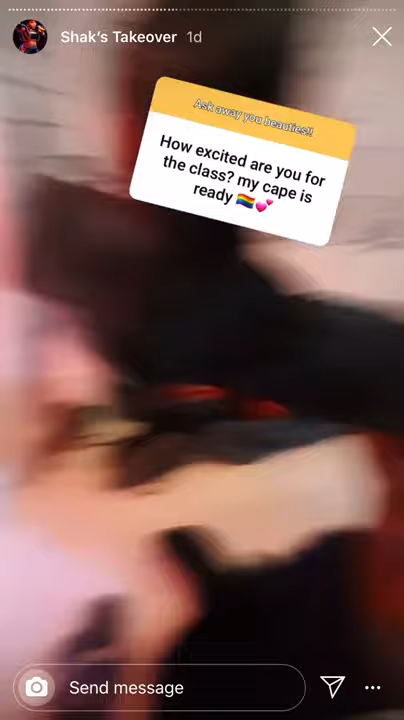 Shak's Takeover 1d
Ask away you beauties!!
How excited are you for
the class? my cape is
ready 🏳️‍🌈💞
Send message